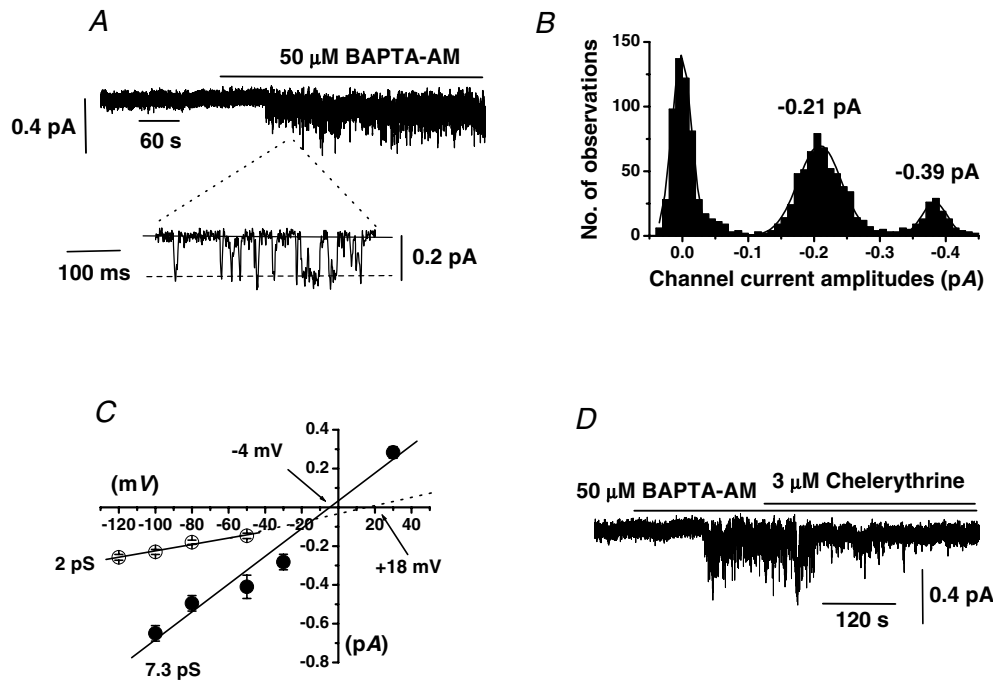 A
50 µM BAPTA-AM
0.4 pA
60 s
100 ms
0.2 pA
B
150
100
50
0
No. of observations
-0.21 pA
-0.39 pA
0.0
-0.1
-0.2
-0.3
-0.4
Channel current amplitudes (pA)
C
0.4
0.2
-0.2
-0.4
-0.6
-0.8
-4 mV
(mV)
-120
-100
-80
-60
-40
-20
20
40
2 pS
+18 mV
7.3 pS
(pA)
D
3 µM Chelerythrine
50 µM BAPTA-AM
0.4 pA
120 s